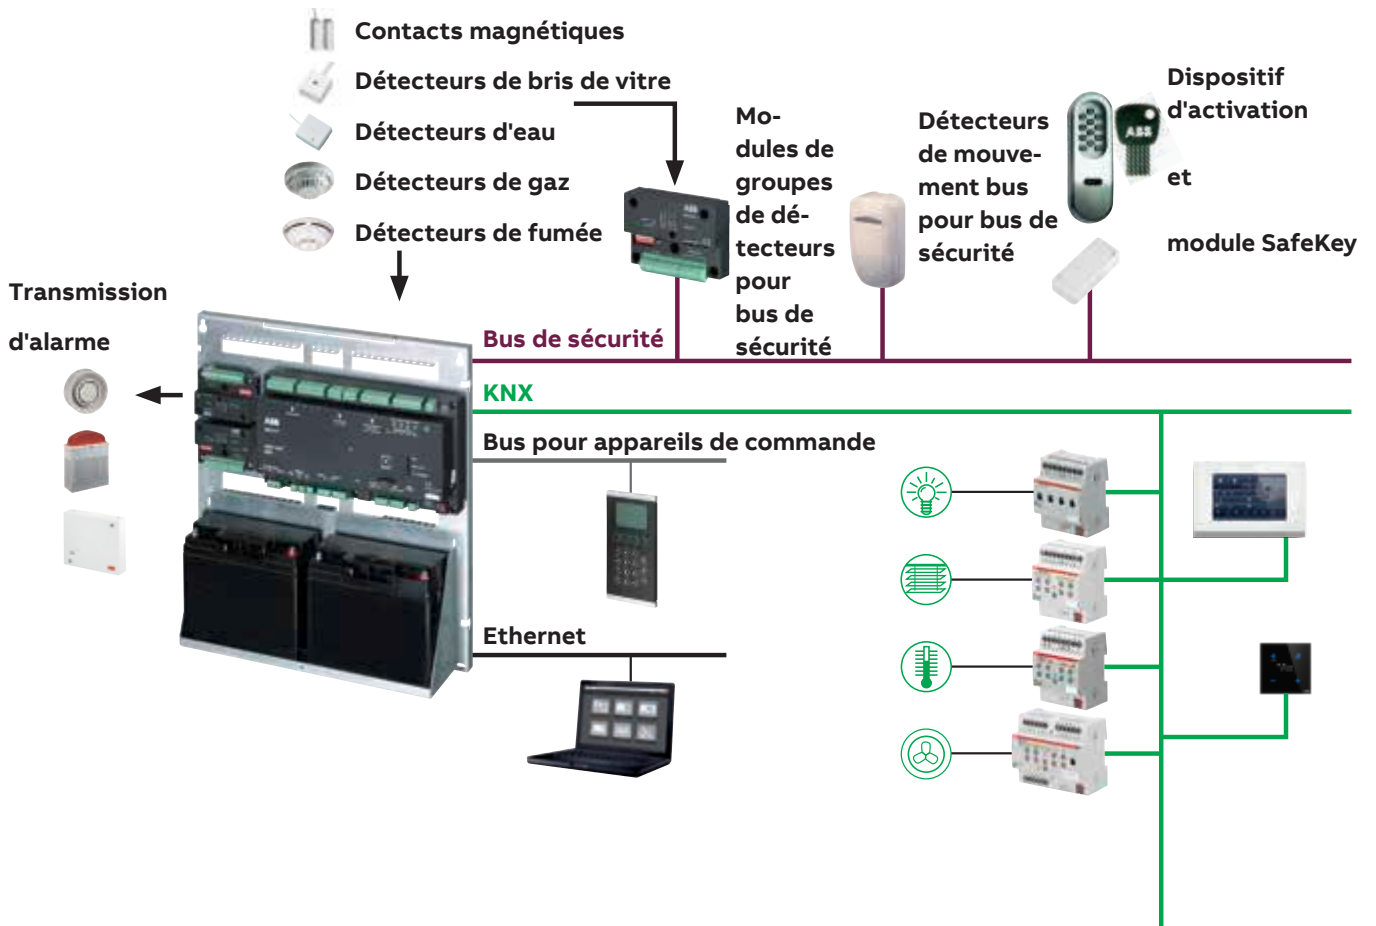 Contacts magnétiques
Détecteurs de bris de vitre
Détecteurs d'eau
Détecteurs de gaz
Détecteurs de fumée
Mo-
dules de
groupes
de dé-
tecteurs
pour
bus de
sécurité
Détecteurs
de mouve-
ment bus
pour bus de
sécurité
Dispositif
d'activation
et
module SafeKey
ABB
Transmission
d'alarme
Bus de sécurité
KNX
Bus pour appareils de commande
Ethernet